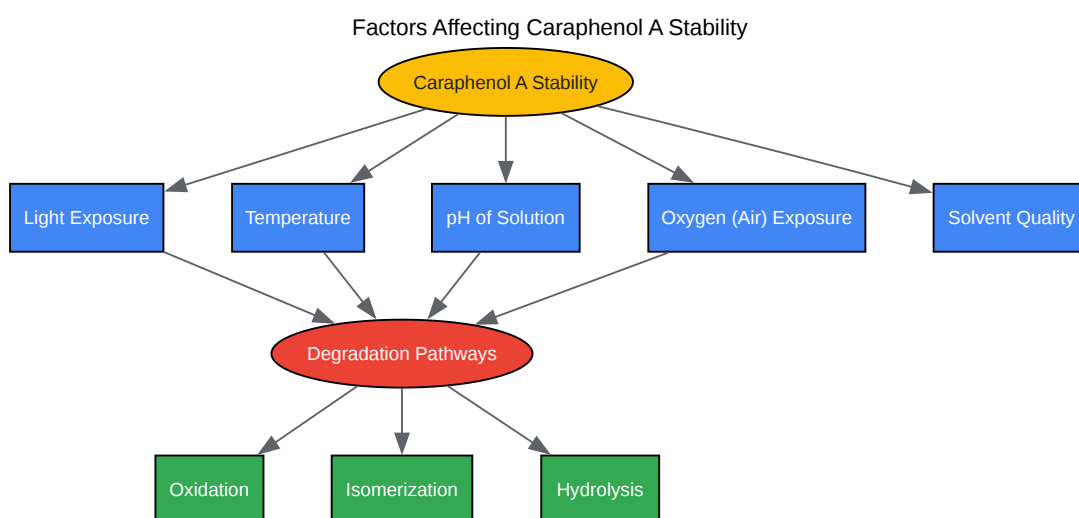 Factors Affecting Caraphenol A Stability
Caraphenol A Stability
Light Exposure
Temperature
pH of Solution
Oxygen (Air) Exposure
Solvent Quality
Degradation Pathways
Oxidation
Isomerization
Hydrolysis